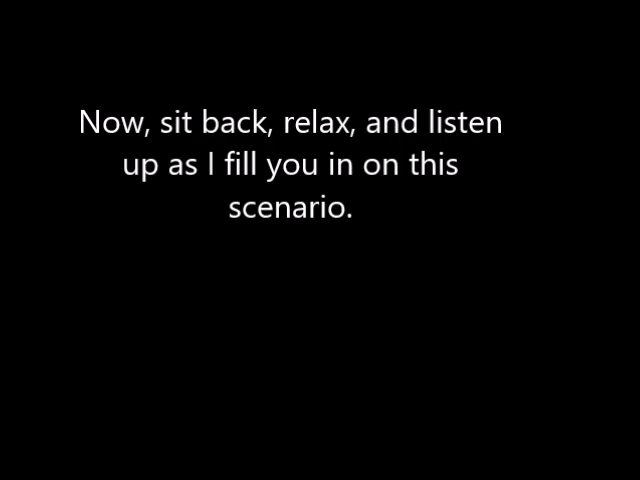 Now, sit back, relax, and listen
up as I fill you in on this
scenario.